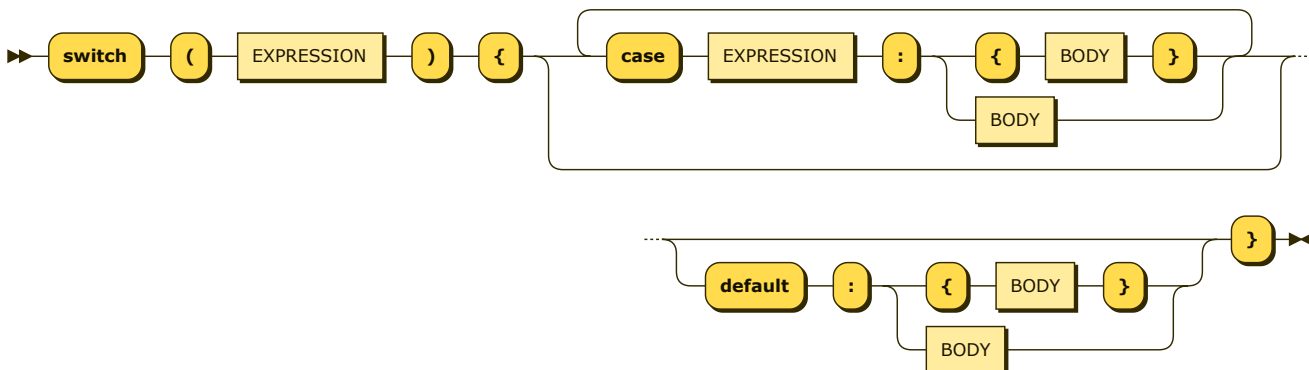 switch ( EXPRESSION ) { case EXPRESSION : { BODY }
BODY
}
default : { BODY }
BODY